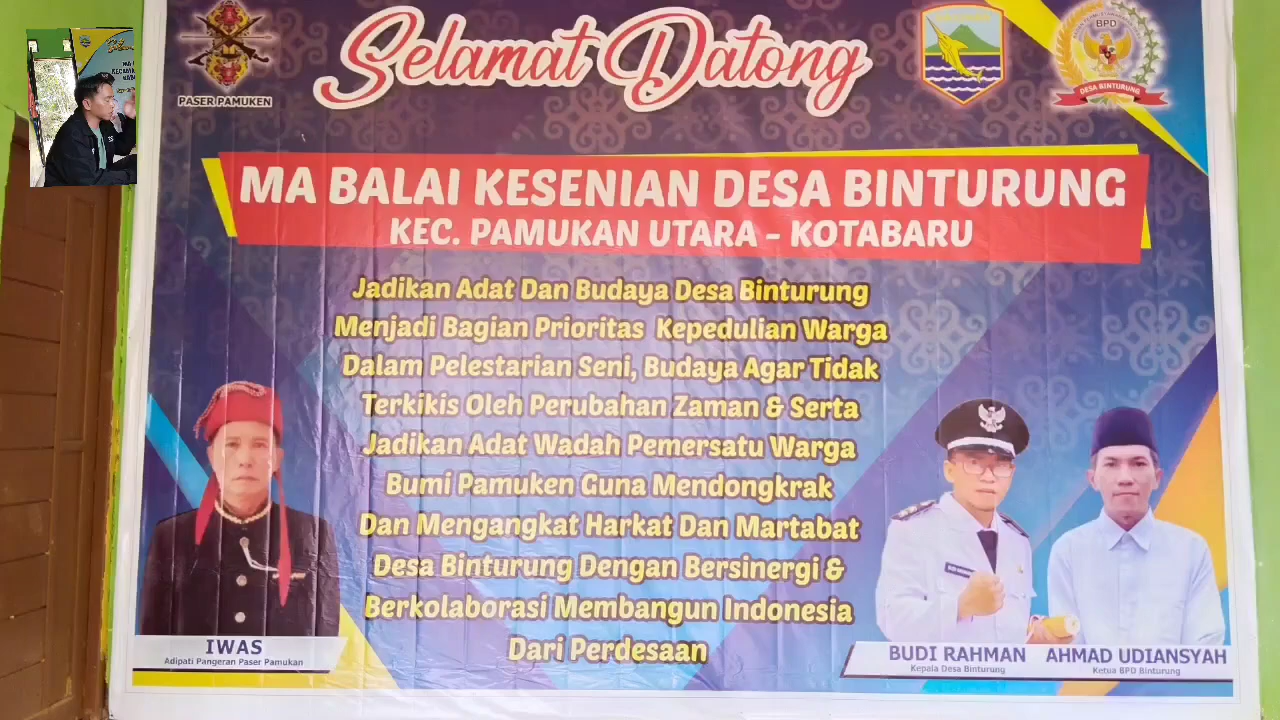 PASER PAMUKEN
Selamat Datong
BPD
DESA BINTURUNG
MA BALAI KESENIAN DESA BINTURUNG
KEC. PAMUKAN UTARA - KOTABARU
Jadikan Adat Dan Budaya Desa Binturung
Menjadi Bagian Prioritas Kepedulian Warga
Dalam Pelestarian Seni, Budaya Agar Tidak
Terkikis Oleh Perubahan Zaman & Serta
Jadikan Adat Wadah Pemersatu Warga
Bumi Pamuken Guna Mendongkrak
Dan Mengangkat Harkat Dan Martabat
Desa Binturung Dengan Bersinergi &
Berkolaborasi Membangun Indonesia
Dari Perdesaan
IWAS
Adipati Pangeran Paser Pamukan
BUDI RAHMAN
Kepala Desa Binturung
AHMAD UDIANSYAH
Ketua BPD Binturung